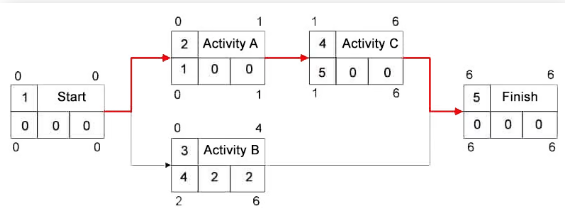 0 1
2 Activity A
1 0 0
0 1
1 6
4 Activity C
5 0 0
1 6
0 0
1 Start
0 0 0
0 0
6 6
5 Finish
0 0 0
6 6
0 4
3 Activity B
4 2 2
2 6